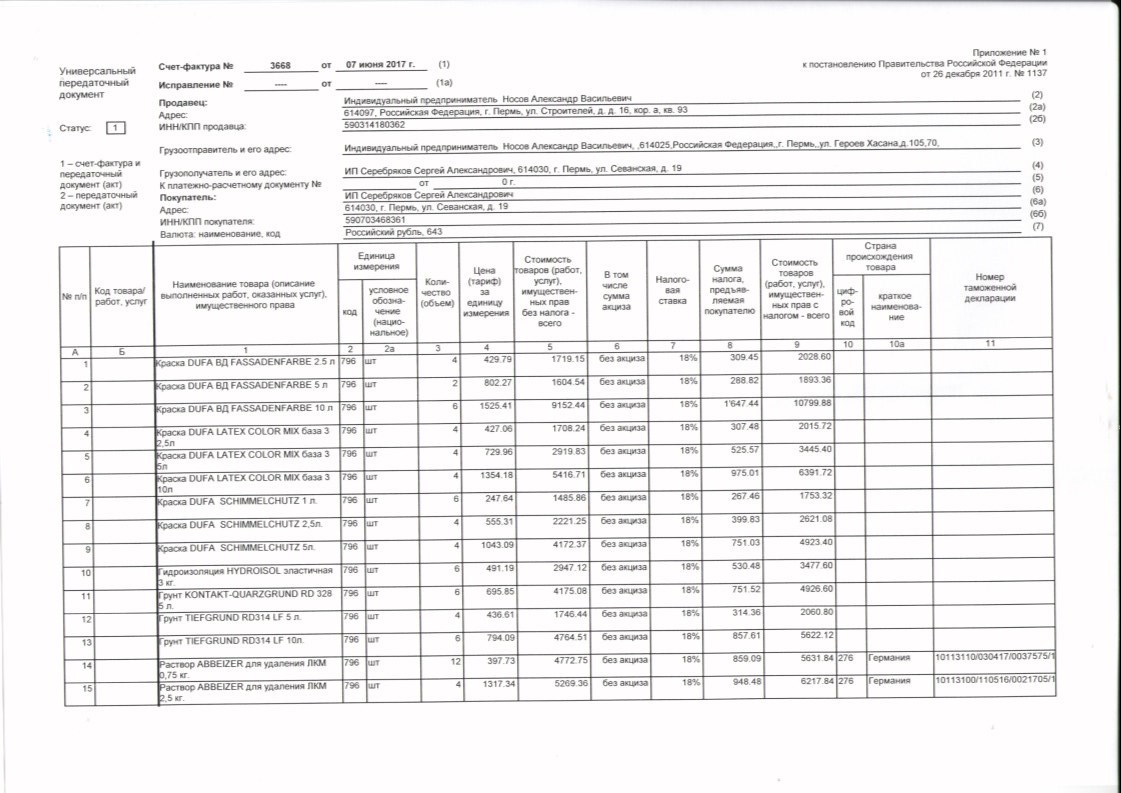 Приложение № 1
к постановлению Правительства Российской Федерации
от 26 декабря 2011 г. № 1137
Универсальный
передаточный
документ
Статус: 1
1 – счет-фактура и
передаточный
документ (акт)
2 – передаточный
документ (акт)
Счет-фактура № 3668 от 07 июня 2017 г. (1)
Исправление № ---- от ---- (1а)
Продавец: Индивидуальный предприниматель Носов Александр Васильевич (2)
Адрес: 614097, Российская Федерация, г. Пермь, ул. Строителей, д. д. 16, кор. а, кв. 93 (2а)
ИНН/КПП продавца: 590314180362 (2б)
Грузоотправитель и его адрес: Индивидуальный предприниматель Носов Александр Васильевич, ,614025,Российская Федерация,,г. Пермь,,ул. Героев Хасана,д.105,70, (3)
Грузополучатель и его адрес: ИП Серебряков Сергей Александрович, 614030, г. Пермь, ул. Севанская, д. 19 (4)
К платежно-расчетному документу № от 0 г. (5)
Покупатель: ИП Серебряков Сергей Александрович (6)
Адрес: 614030, г. Пермь, ул. Севанская, д. 19 (6а)
ИНН/КПП покупателя: 590703468361 (6б)
Валюта: наименование, код Российский рубль, 643 (7)
№ п/п
Код товара/
работ, услуг
Наименование товара (описание
выполненных работ, оказанных услуг),
имущественного права
Единица
измерения
код
условное
обозна-
чение
(нацио-
нальное)
Коли-
чество
(объем)
Цена
(тариф)
за
единицу
измерения
Стоимость
товаров (работ,
услуг),
имуществен-
ных прав
без налога -
всего
В том
числе
сумма
акциза
Налого-
вая
ставка
Сумма
налога,
предъяв-
ляемая
покупателю
Стоимость
товаров
(работ, услуг),
имуществен-
ных прав с
налогом - всего
Страна
происхождения
товара
циф-
ро-
вой
код
краткое
наименова-
ние
Номер
таможенной
декларации
А Б 1 2 2а 3 4 5 6 7 8 9 10 10а 11
1 Краска DUFA ВД FASSADENFARBE 2.5 л 796 шт 4 429.79 1719.15 без акциза 18% 309.45 2028.60
2 Краска DUFA ВД FASSADENFARBE 5 л 796 шт 2 802.27 1604.54 без акциза 18% 288.82 1893.36
3 Краска DUFA ВД FASSADENFARBE 10 л 796 шт 6 1525.41 9152.44 без акциза 18% 1'647.44 10799.88
4 Краска DUFA LATEX COLOR MIX база 3 796 шт 4 427.06 1708.24 без акциза 18% 307.48 2015.72
2,5л
5 Краска DUFA LATEX COLOR MIX база 3 796 шт 4 729.96 2919.83 без акциза 18% 525.57 3445.40
5л
6 Краска DUFA LATEX COLOR MIX база 3 796 шт 4 1354.18 5416.71 без акциза 18% 975.01 6391.72
10л
7 Краска DUFA SCHIMMELCHUTZ 1 л. 796 шт 6 247.64 1485.86 без акциза 18% 267.46 1753.32
8 Краска DUFA SCHIMMELCHUTZ 2,5л. 796 шт 4 555.31 2221.25 без акциза 18% 399.83 2621.08
9 Краска DUFA SCHIMMELCHUTZ 5л. 796 шт 4 1043.09 4172.37 без акциза 18% 751.03 4923.40
10 Гидроизоляция HYDROISOL эластичная 796 шт 6 491.19 2947.12 без акциза 18% 530.48 3477.60
3 кг.
11 Грунт KONTAKT-QUARZGRUND RD 328 796 шт 6 695.85 4175.08 без акциза 18% 751.52 4926.60
5 л.
12 Грунт TIEFGRUND RD314 LF 5 л. 796 шт 4 436.61 1746.44 без акциза 18% 314.36 2060.80
13 Грунт TIEFGRUND RD314 LF 10л. 796 шт 6 794.09 4764.51 без акциза 18% 857.61 5622.12
14 Раствор ABBEIZER для удаления ЛКМ 796 шт 12 397.73 4772.75 без акциза 18% 859.09 5631.84 276 Германия 10113110/030417/0037575/1
0,75 кг.
15 Раствор ABBEIZER для удаления ЛКМ 796 шт 4 1317.34 5269.36 без акциза 18% 948.48 6217.84 276 Германия 10113100/110516/0021705/1
2,5 кг.